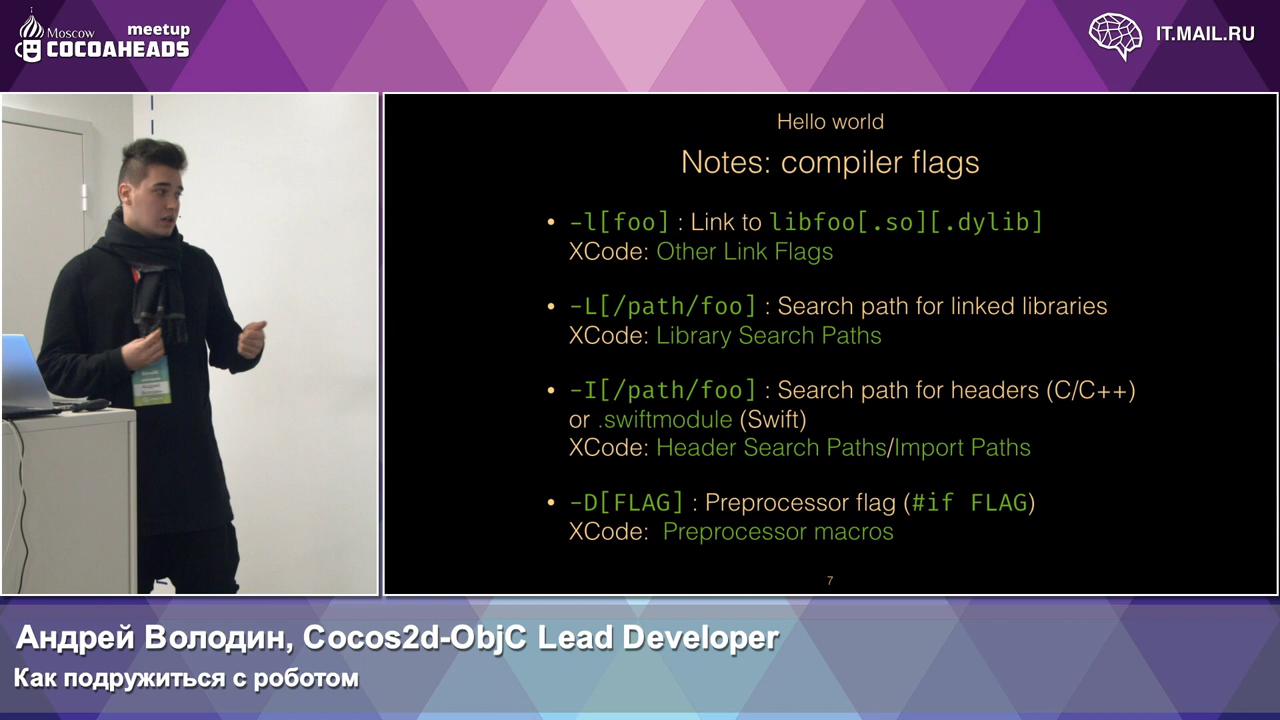 Moscow meetup
COCOAHEADS
IT.MAIL.RU
Hello world
Notes: compiler flags
• -l[foo] : Link to libfoo[.so][.dylib]
XCode: Other Link Flags
• -L[/path/foo] : Search path for linked libraries
XCode: Library Search Paths
• -I[/path/foo] : Search path for headers (C/C++)
or .swiftmodule (Swift)
XCode: Header Search Paths/Import Paths
• -D[FLAG] : Preprocessor flag (#if FLAG)
XCode: Preprocessor macros
7
Андрей Володин, Cocos2d-ObjC Lead Developer
Как подружиться с роботом